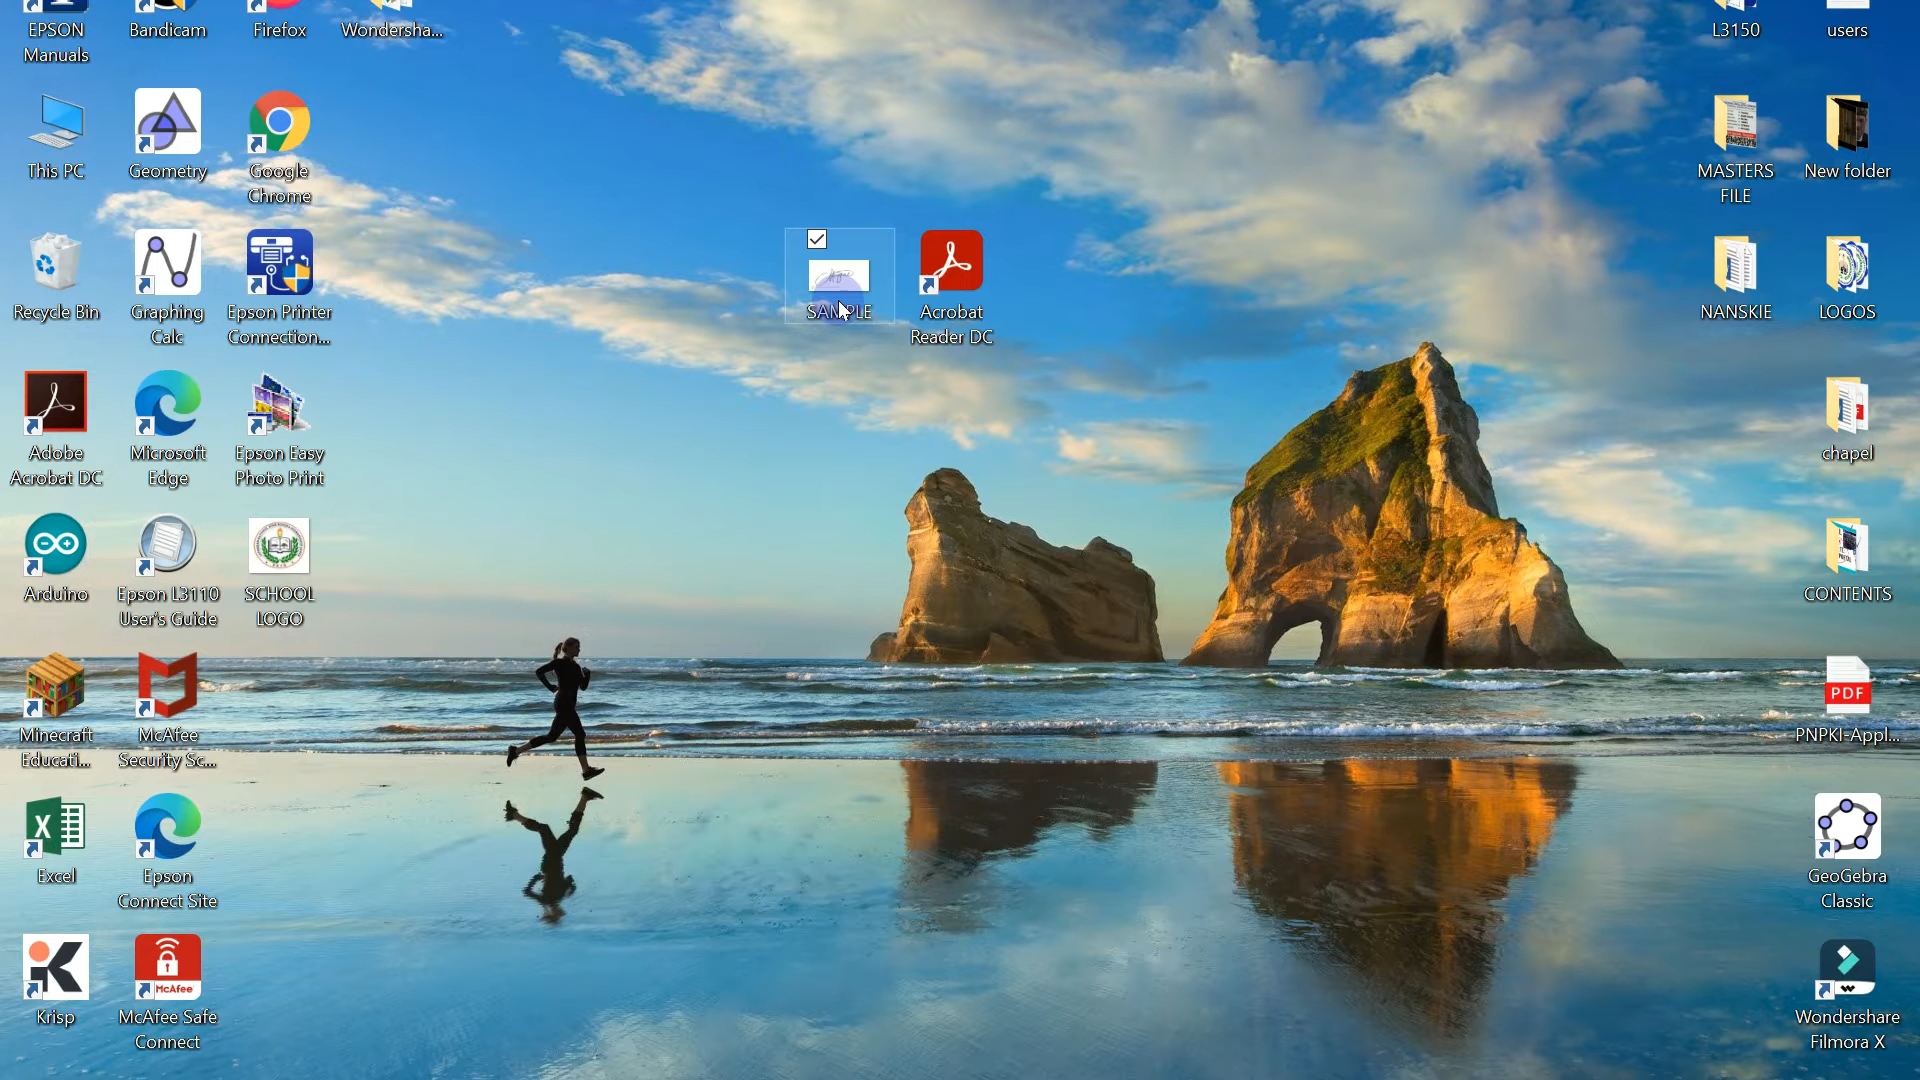 EPSON
Manuals
Bandicam
Firefox
Wondersha...
L3150
users
This PC
Geometry
Google
Chrome
MASTERS
FILE
New folder
Recycle Bin
Graphing
Calc
Epson Printer
Connection...
SAMPLE
Acrobat
Reader DC
NANSKIE
LOGOS
Adobe
Acrobat DC
Microsoft
Edge
Epson Easy
Photo Print
chapel
Arduino
Epson L3110
User's Guide
SCHOOL
LOGO
CONTENTS
Minecraft
Educati...
McAfee
Security Sc...
PDF
PNPKI-Appl...
Excel
Epson
Connect Site
GeoGebra
Classic
McAfee
Krisp
McAfee Safe
Connect
Wondershare
Filmora X